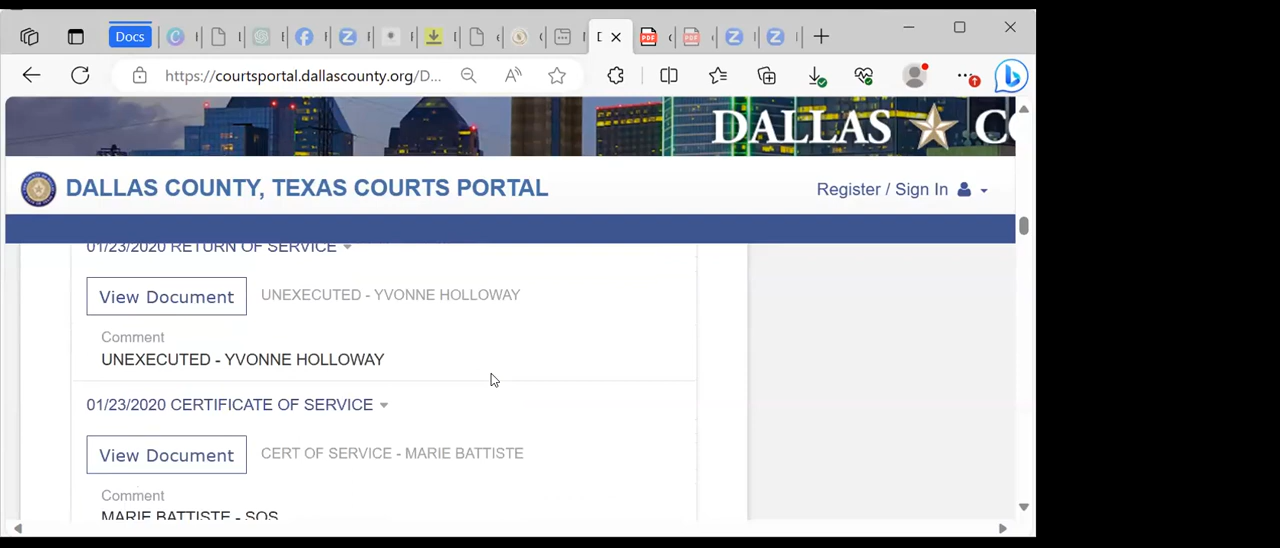 Docs
https://courtsportal.dallascounty.org/D...
DALLAS CO
DALLAS COUNTY, TEXAS COURTS PORTAL
Register / Sign In
01/23/2020 RETURN OF SERVICE
View Document
UNEXECUTED - YVONNE HOLLOWAY
Comment
UNEXECUTED - YVONNE HOLLOWAY
01/23/2020 CERTIFICATE OF SERVICE
View Document
CERT OF SERVICE - MARIE BATTISTE
Comment
MARIE BATTISTE - SOS